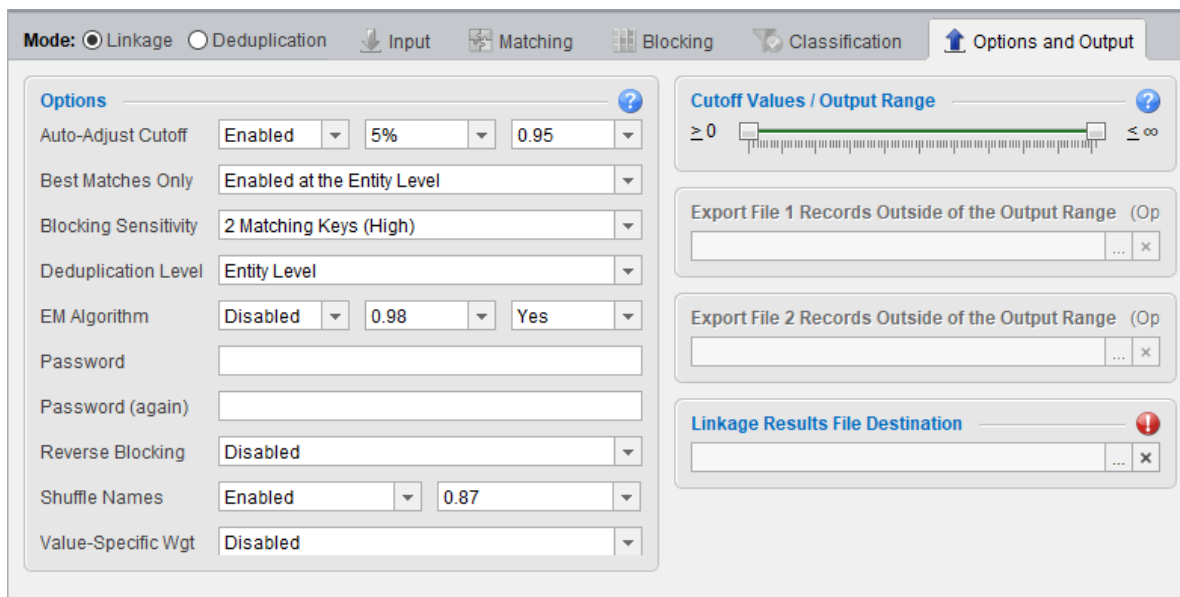 Mode: Linkage Deduplication Input Matching Blocking Classification Options and Output
Options
Auto-Adjust Cutoff Enabled 5% 0.95
Best Matches Only Enabled at the Entity Level
Blocking Sensitivity 2 Matching Keys (High)
Deduplication Level Entity Level
EM Algorithm Disabled 0.98 Yes
Password
Password (again)
Reverse Blocking Disabled
Shuffle Names Enabled 0.87
Value-Specific Wgt Disabled
Cutoff Values / Output Range
≥ 0 ≤ ∞
Export File 1 Records Outside of the Output Range (Op
...
Export File 2 Records Outside of the Output Range (Op
...
Linkage Results File Destination
...